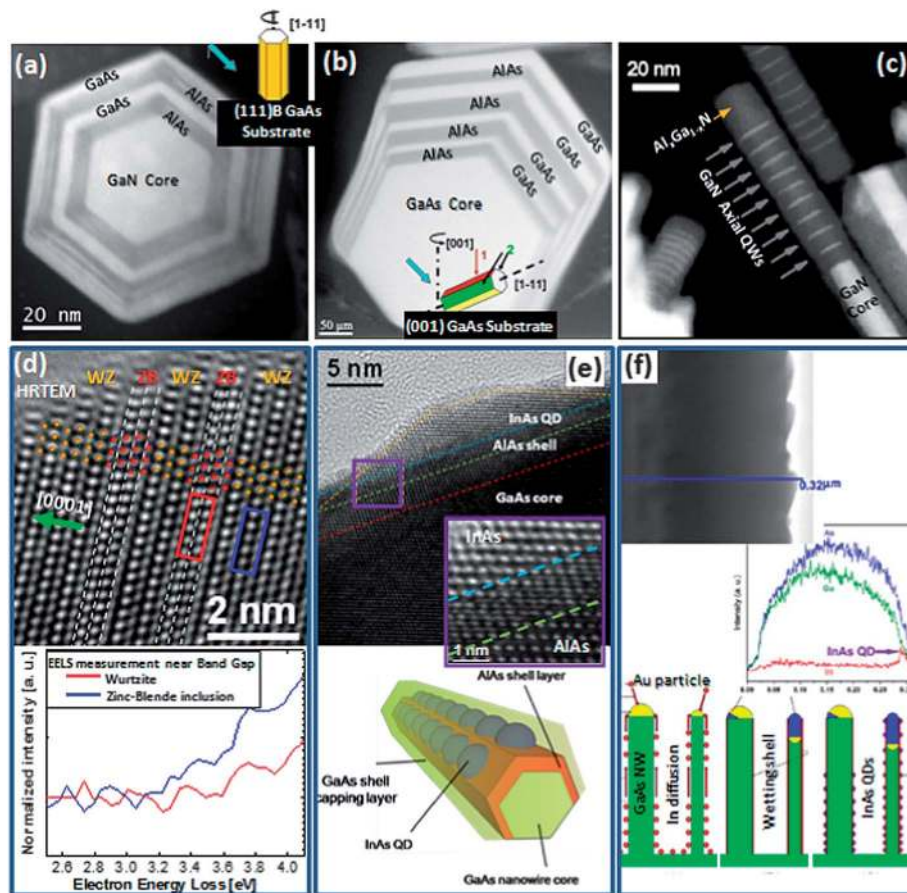 (a)
[1-11]
GaAs
GaAs
AlAs
AlAs
GaN Core
(111)B GaAs
Substrate
20 nm
(b)
AlAs
AlAs
AlAs
AlAs
GaAs
GaAs
GaAs
GaAs
GaAs Core
[001]
1
2
[1-11]
50 µm
(001) GaAs Substrate
20 nm
(c)
AlxGa1-xN
GaN Axial QWs
GaN
Core
(d)
HRTEM
WZ
ZB
WZ
ZB
WZ
[0001]
2 nm
EELS measurement near Band Gap
Wurtzite
Zinc-Blende inclusion
Normalized intensity [a. u.]
2.6 2.8 3.0 3.2 3.4 3.6 3.8 4.0
Electron Energy Loss [eV]
5 nm
(e)
InAs QD
AlAs shell
GaAs core
InAs
AlAs
1 nm
AlAs shell layer
GaAs shell
capping layer
InAs QD
GaAs nanowire core
(f)
0.32µm
Intensity (a. u.)
As
Ga
InAs QD
Au particle
GaAs NW
In diffusion
Wetting shell
InAs QDs